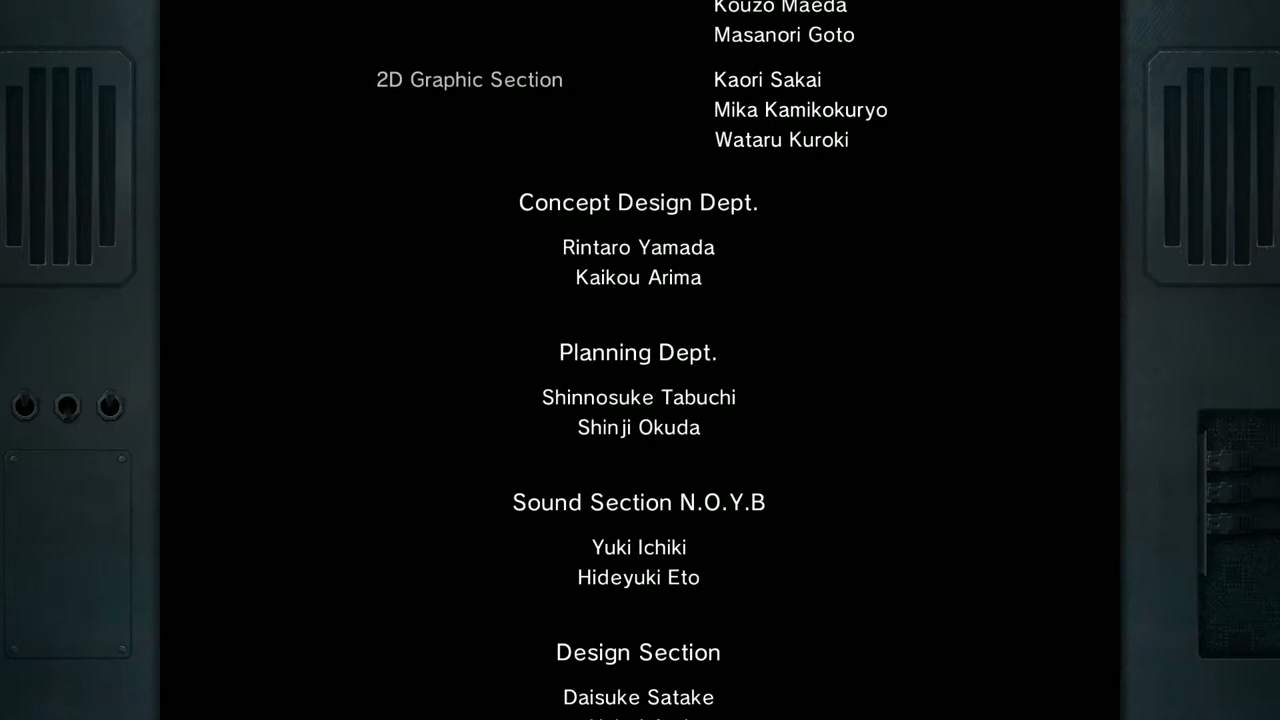 Kouzo Maeda
Masanori Goto
2D Graphic Section Kaori Sakai
Mika Kamikokuryo
Wataru Kuroki
Concept Design Dept.
Rintaro Yamada
Kaikou Arima
Planning Dept.
Shinnosuke Tabuchi
Shinji Okuda
Sound Section N.O.Y.B
Yuki Ichiki
Hideyuki Eto
Design Section
Daisuke Satake